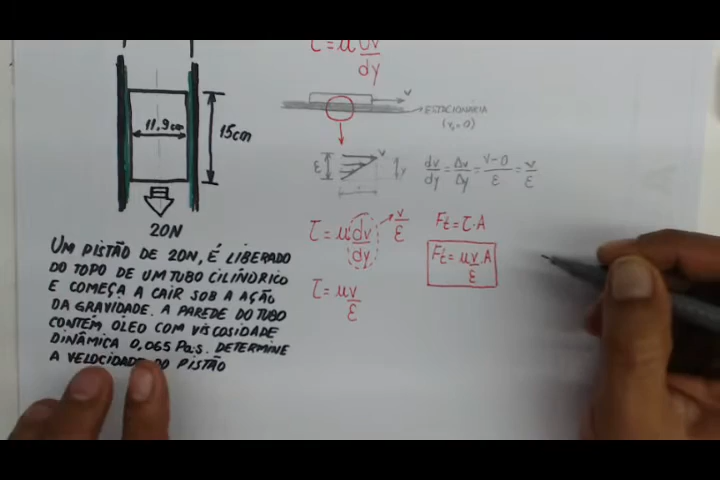 11,9cm
15cm
20N
UM PISTÃO DE 20N, É LIBERADO
DO TOPO DE UM TUBO CILÍNDRICO
E COMEÇA A CAIR SOB A AÇÃO
DA GRAVIDADE. A PAREDE DO TUBO
CONTÉM ÓLEO COM VISCOSIDADE
DINÂMICA 0,065 Pa.s. DETERMINE
A VELOCIDADE DO PISTÃO
τ = μ dv/dy
v
ESTACIONÁRIA
(v₀=0)
ε v y
dv/dy = Δv/Δy = v-0/ε = v/ε
τ = μ dv/dy v/ε
τ = μv/ε
Ft = τ.A
Ft = μv/ε A